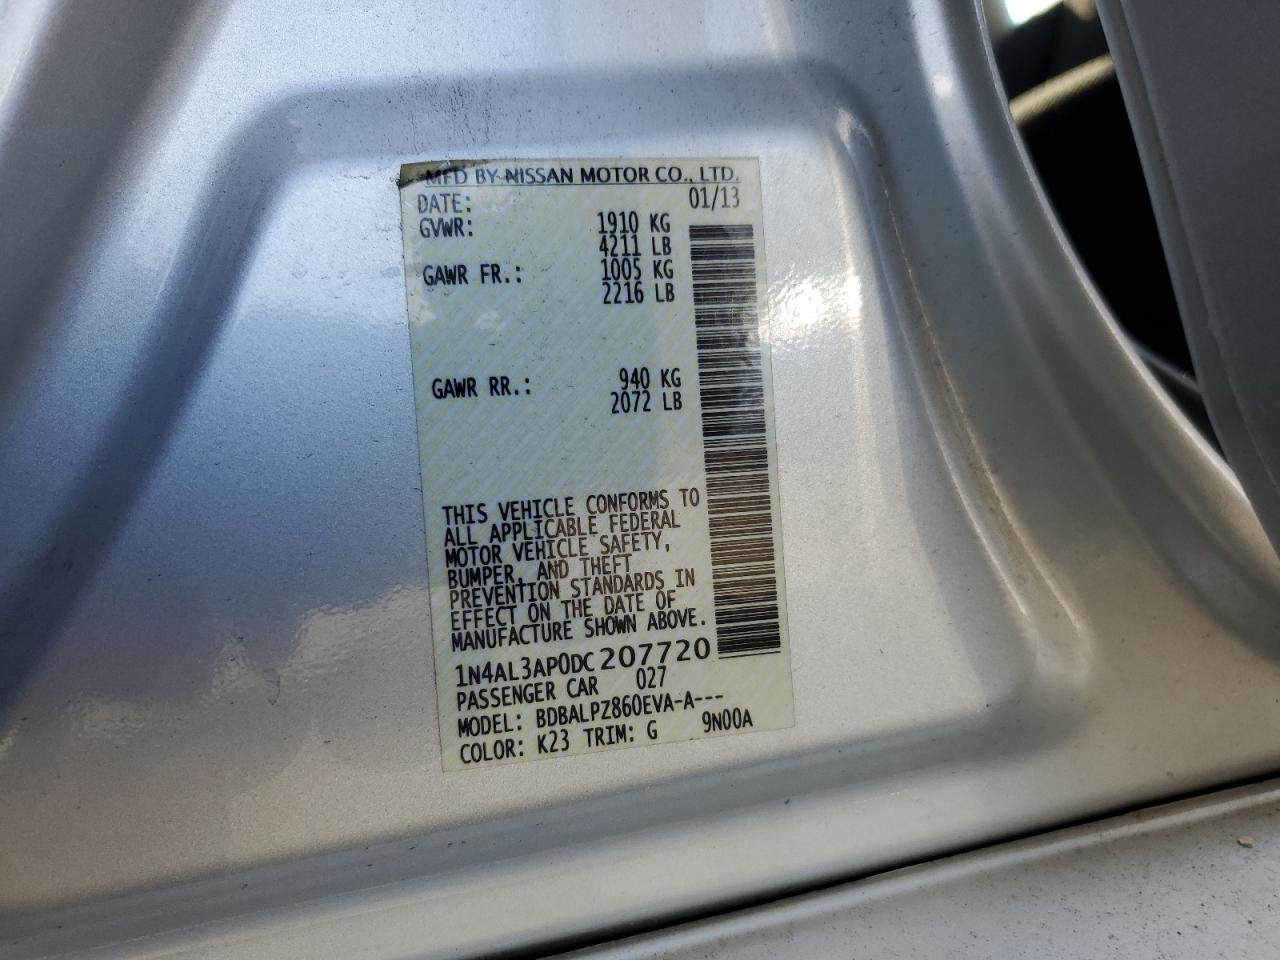 MFD BY NISSAN MOTOR CO., LTD.
DATE: 01/13
GVWR: 1910 KG
4211 LB
GAWR FR.: 1005 KG
2216 LB
GAWR RR.: 940 KG
2072 LB
THIS VEHICLE CONFORMS TO
ALL APPLICABLE FEDERAL
MOTOR VEHICLE SAFETY,
BUMPER, AND THEFT
PREVENTION STANDARDS IN
EFFECT ON THE DATE OF
MANUFACTURE SHOWN ABOVE.
1N4AL3AP0DC207720
PASSENGER CAR 027
MODEL: BDBALPZ860EVA-A---
COLOR: K23 TRIM: G 9N00A